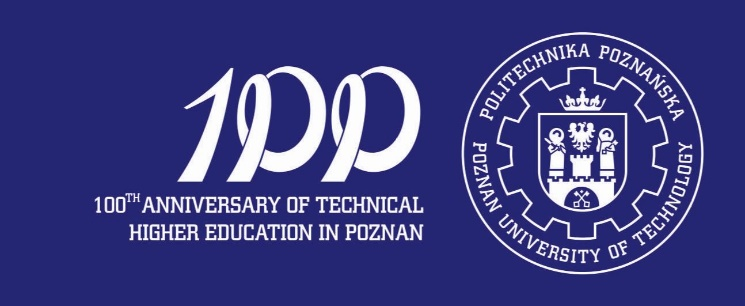 100
100TH ANNIVERSARY OF TECHNICAL
HIGHER EDUCATION IN POZNAN
POLITECHNIKA POZNAŃSKA
POZNAN UNIVERSITY OF TECHNOLOGY